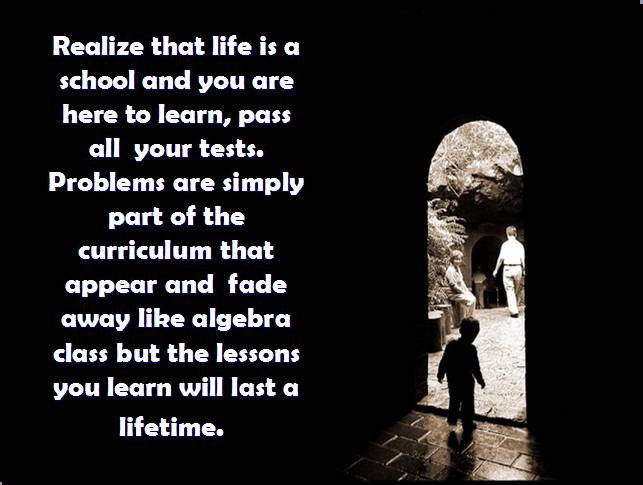 Realize that life is a
school and you are
here to learn, pass
all  your tests.
Problems are simply
part of the
curriculum that
appear and  fade
away like algebra
class but the lessons
you learn will last a
lifetime.